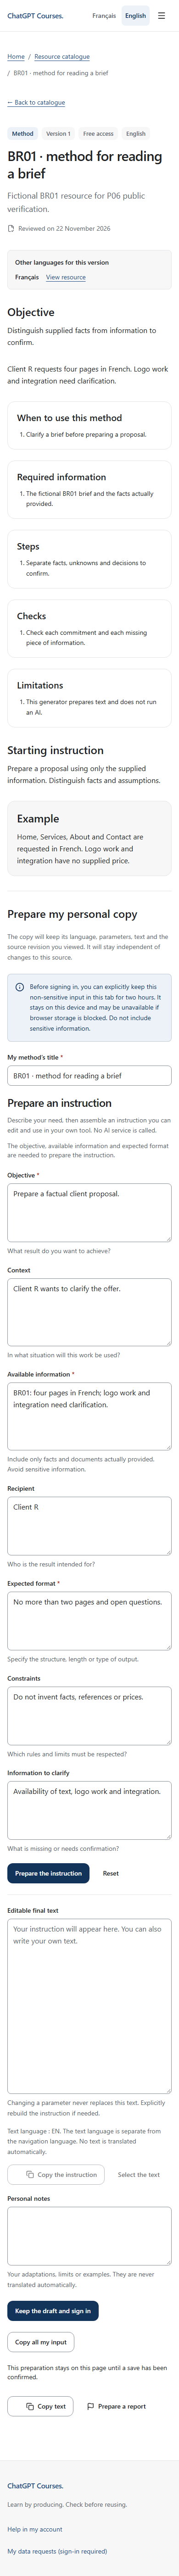 ChatGPT Courses.
Français
English
Home / Resource catalogue
/ BR01 · method for reading a brief
← Back to catalogue
Method
Version 1
Free access
English
BR01 · method for reading
a brief
Fictional BR01 resource for P06 public
verification.
Reviewed on 22 November 2026
Other languages for this version
Français View resource
Objective
Distinguish supplied facts from information to
confirm.
Client R requests four pages in French. Logo work
and integration need clarification.
When to use this method
1. Clarify a brief before preparing a proposal.
Required information
1. The fictional BR01 brief and the facts actually
provided.
Steps
1. Separate facts, unknowns and decisions to
confirm.
Checks
1. Check each commitment and each missing
piece of information.
Limitations
1. This generator prepares text and does not run
an AI.
Starting instruction
Prepare a proposal using only the supplied
information. Distinguish facts and assumptions.
Example
Home, Services, About and Contact are
requested in French. Logo work and
integration have no supplied price.
Prepare my personal copy
The copy will keep its language, parameters, text and the
source revision you viewed. It will stay independent of
changes to this source.
Before signing in, you can explicitly keep this
non-sensitive input in this tab for two hours. It
stays on this device and may be unavailable if
browser storage is blocked. Do not include
sensitive information.
My method's title *
BR01 · method for reading a brief
Prepare an instruction
Describe your need, then assemble an instruction you can
edit and use in your own tool. No AI service is called.
The objective, available information and expected format
are needed to prepare the instruction.
Objective *
Prepare a factual client proposal.
What result do you want to achieve?
Context
Client R wants to clarify the offer.
In what situation will this work be used?
Available information *
BR01: four pages in French; logo work and
integration need clarification.
Include only facts and documents actually provided.
Avoid sensitive information.
Recipient
Client R
Who is the result intended for?
Expected format *
No more than two pages and open questions.
Specify the structure, length or type of output.
Constraints
Do not invent facts, references or prices.
Which rules and limits must be respected?
Information to clarify
Availability of text, logo work and integration.
What is missing or needs confirmation?
Prepare the instruction
Reset
Editable final text
Your instruction will appear here. You can also
write your own text.
Changing a parameter never replaces this text. Explicitly
rebuild the instruction if needed.
Text language : EN. The text language is separate from
the navigation language. No text is translated
automatically.
Copy the instruction
Select the text
Personal notes
Your adaptations, limits or examples. They are never
translated automatically.
Keep the draft and sign in
Copy all my input
This preparation stays on this page until a save has been
confirmed.
Copy text
Prepare a report
ChatGPT Courses.
Learn by producing. Check before reusing.
Help in my account
My data requests (sign-in required)